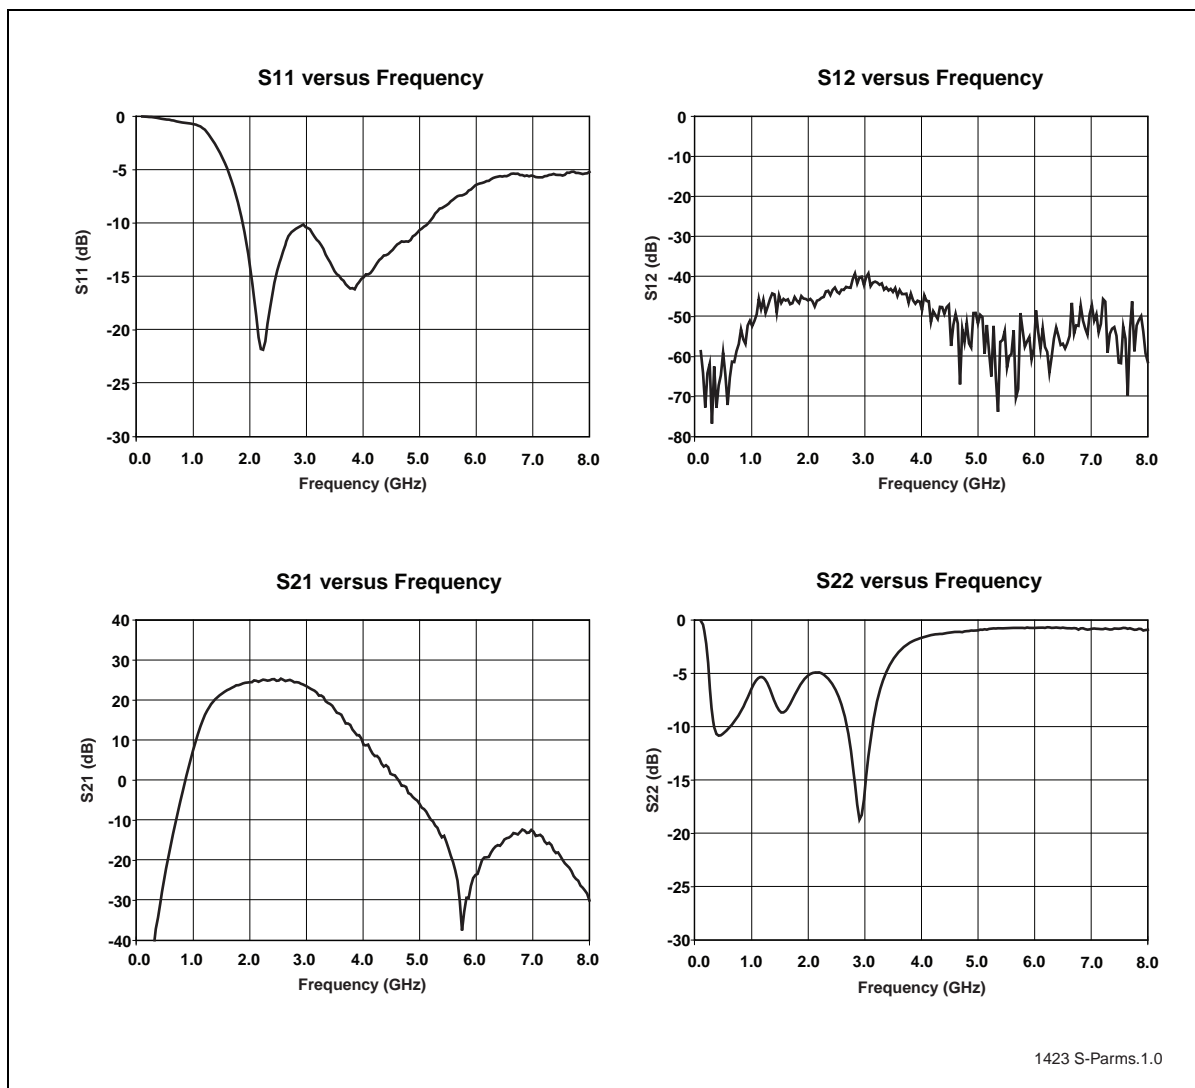 S11 versus Frequency
0
-5
-10
-15
-20
-25
-30
S11 (dB)
0.0 1.0 2.0 3.0 4.0 5.0 6.0 7.0 8.0
Frequency (GHz)
S12 versus Frequency
0
-10
-20
-30
-40
-50
-60
-70
-80
S12 (dB)
0.0 1.0 2.0 3.0 4.0 5.0 6.0 7.0 8.0
Frequency (GHz)
S21 versus Frequency
40
30
20
10
0
-10
-20
-30
-40
S21 (dB)
0.0 1.0 2.0 3.0 4.0 5.0 6.0 7.0 8.0
Frequency (GHz)
S22 versus Frequency
0
-5
-10
-15
-20
-25
-30
S22 (dB)
0.0 1.0 2.0 3.0 4.0 5.0 6.0 7.0 8.0
Frequency (GHz)
1423 S-Parms.1.0